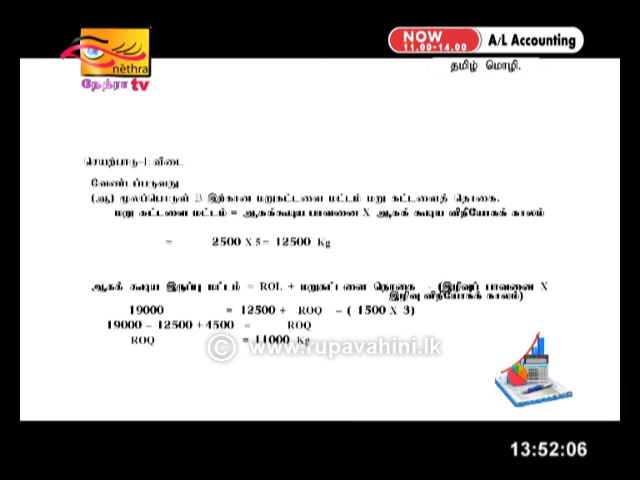 NOW
11.00-14.00
A/L Accounting
தமிழ் மொழி.
nethra
நேத்ரா tv
செயற்பாடு-1: வீடை
வேண்டப்படுவது
(ஆ) மூலப்பொருள் B இற்கான மறுகட்டளை மட்டம் மறு கட்டளைத் தொகை.
மறு கட்டளை மட்டம் = ஆகக்கூடிய பாவனை X ஆகக் கூடிய விநியோகக் காலம்
= 2500 X 5 = 12500 Kg
ஆகக் கூடிய இருப்பு மட்டம் = ROL + மறுகட்டளை தொகை - (இழிவுப் பாவனை X
இழிவு விநியோகக் காலம்)
19000 = 12500 + ROQ – ( 1500 X 3)
19000 – 12500 + 4500 = ROQ
ROQ = 11000 Kg
© www.rupavahini.lk
13:52:06